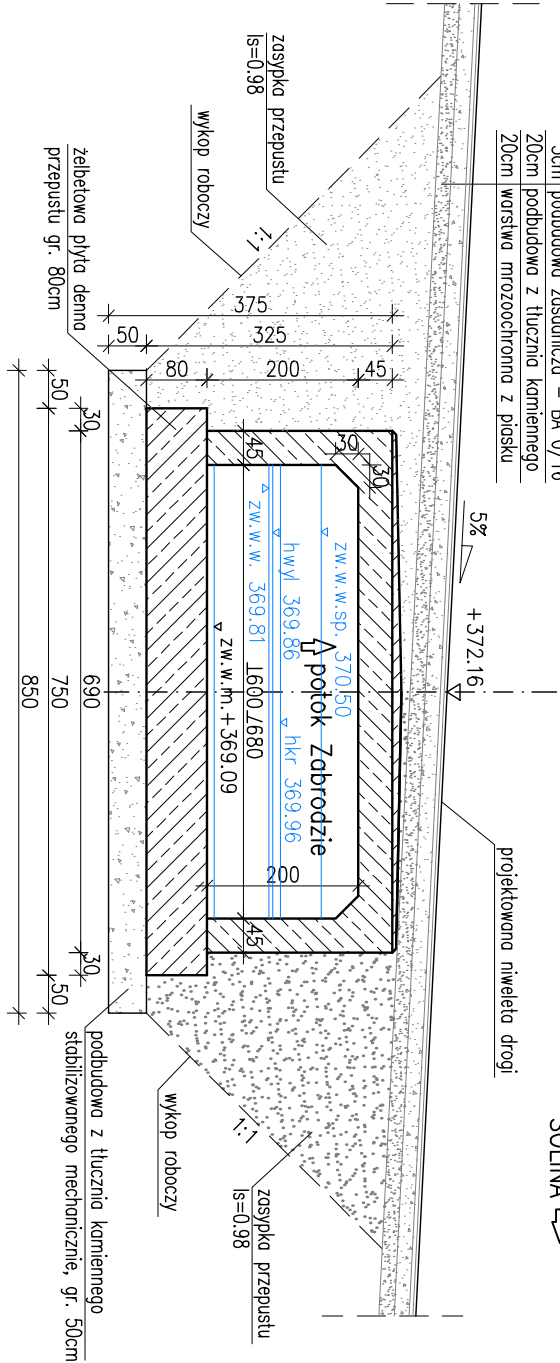 20cm podbudowa z tłucznia kamiennego
20cm warstwa mrozoochronna z piasku
5%
+372.16
projektowana niweleta drogi
SOLINA
zasypka przepustu
Is=0.98
wykop roboczy
1:1
żelbetowa płyta denna
przepustu gr. 80cm
375
50
325
80
200
45
30
30
45
zw.w.w.sp. 370.50
potok Zabrodzie
hwyl 369.86
hkr 369.96
zw.w.w. 369.81
600/680
zw.w.m.+369.09
200
45
50
30
690
750
850
30
50
1:1
wykop roboczy
zasypka przepustu
Is=0.98
podbudowa z tłucznia kamiennego
stabilizowanego mechanicznie, gr. 50cm